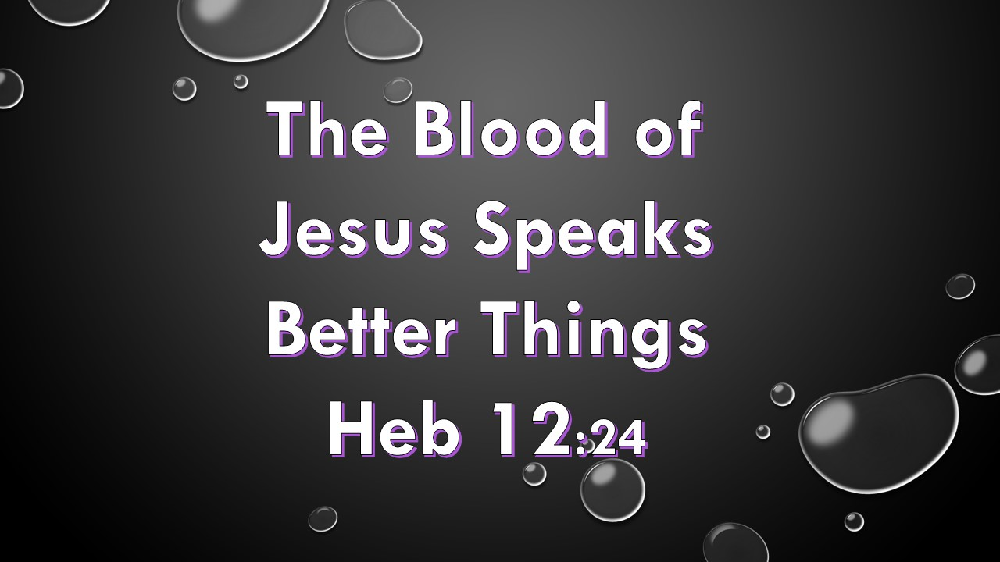 The Blood of
Jesus Speaks
Better Things
Heb 12:24